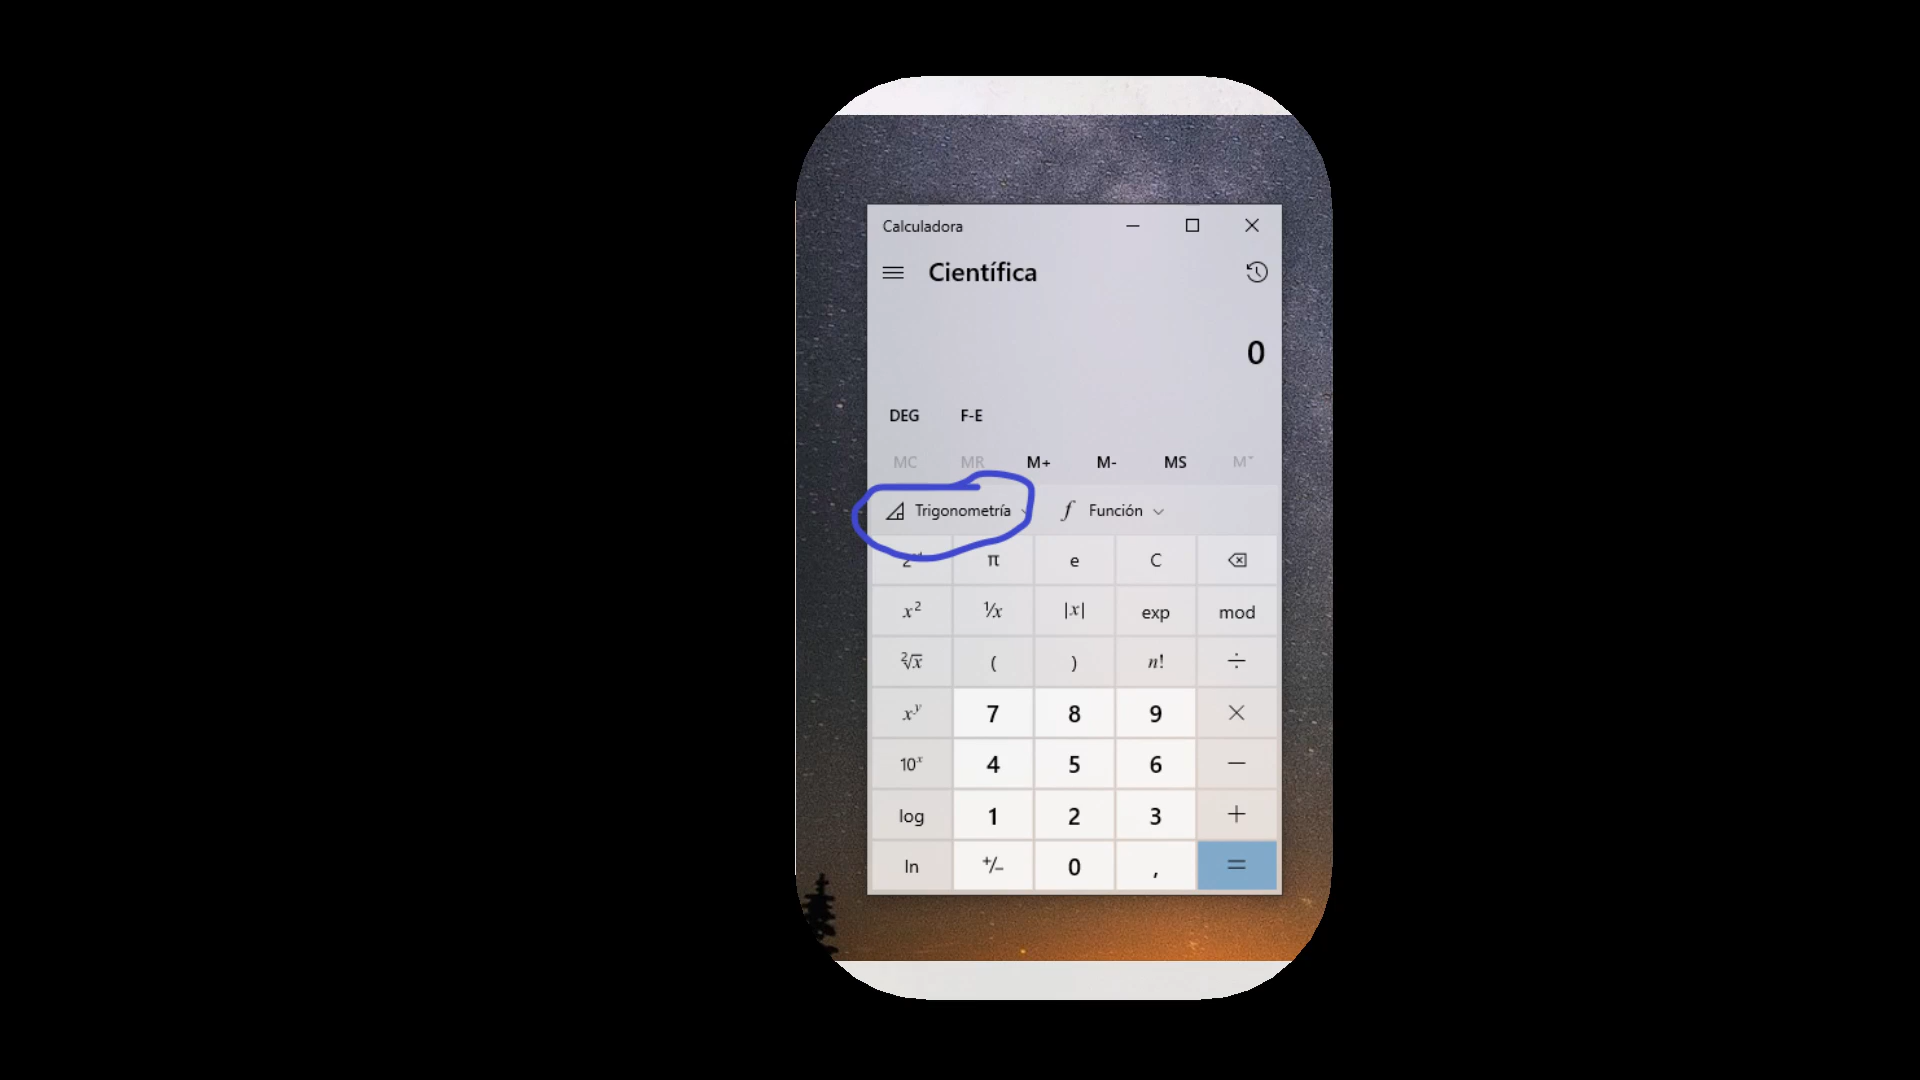 Calculadora
Científica
0
DEG F-E
MC MR M+ M- MS M˅
Trigonometría f Función
π e C
x² ¹/x |x| exp mod
²√x ( ) n! ÷
xʸ 7 8 9 ×
10ˣ 4 5 6 −
log 1 2 3 +
ln +/− 0 , =